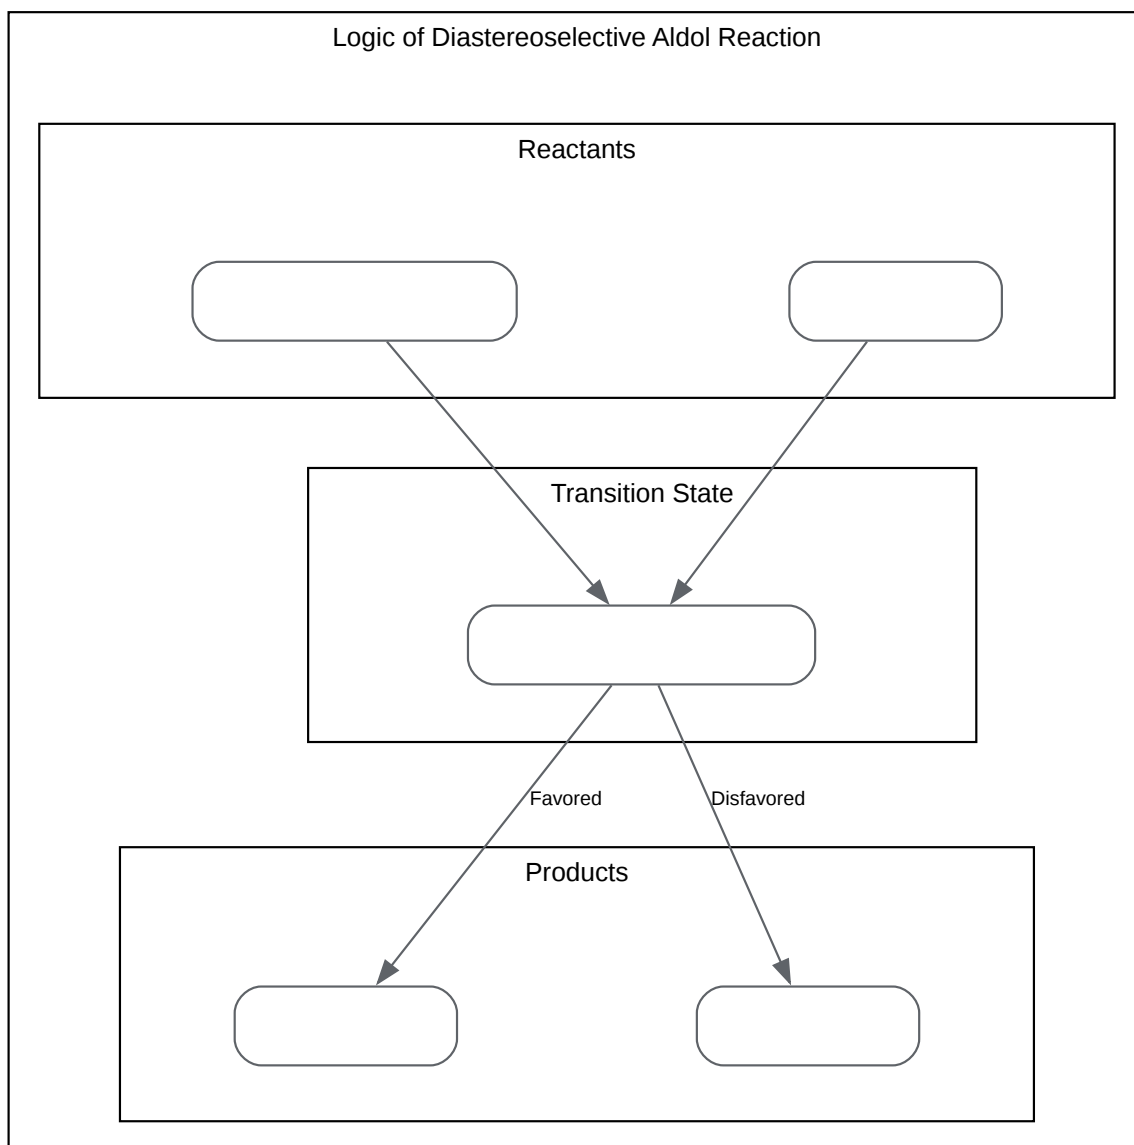 Logic of Diastereoselective Aldol Reaction
Reactants
Transition State
Favored
Disfavored
Products